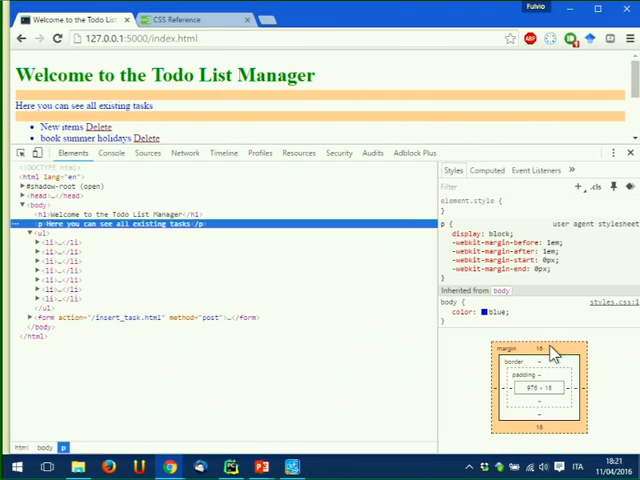 Fulvio
Welcome to the Todo List
CSS Reference
127.0.0.1:5000/index.html
ABP
Welcome to the Todo List Manager
Here you can see all existing tasks
New items Delete
book summer holidays Delete
Elements Console Sources Network Timeline Profiles Resources Security Audits Adblock Plus
Styles Computed Event Listeners »
Filter + .cls
<!DOCTYPE html>
<html lang="en">
#shadow-root (open)
<head>…</head>
<body>
<h1>Welcome to the Todo List Manager</h1>
<p>Here you can see all existing tasks</p>
<ul>
<li>…</li>
<li>…</li>
<li>…</li>
<li>…</li>
<li>…</li>
<li>…</li>
<li>…</li>
</ul>
<form action="/insert_task.html" method="post">…</form>
</body>
</html>
element.style {
}
p { user agent stylesheet
display: block;
-webkit-margin-before: 1em;
-webkit-margin-after: 1em;
-webkit-margin-start: 0px;
-webkit-margin-end: 0px;
}
Inherited from body
body { styles.css:1
color: blue;
}
margin 16
border -
padding -
976 × 18
-
-
16
html body p
ITA
18:21
11/04/2016